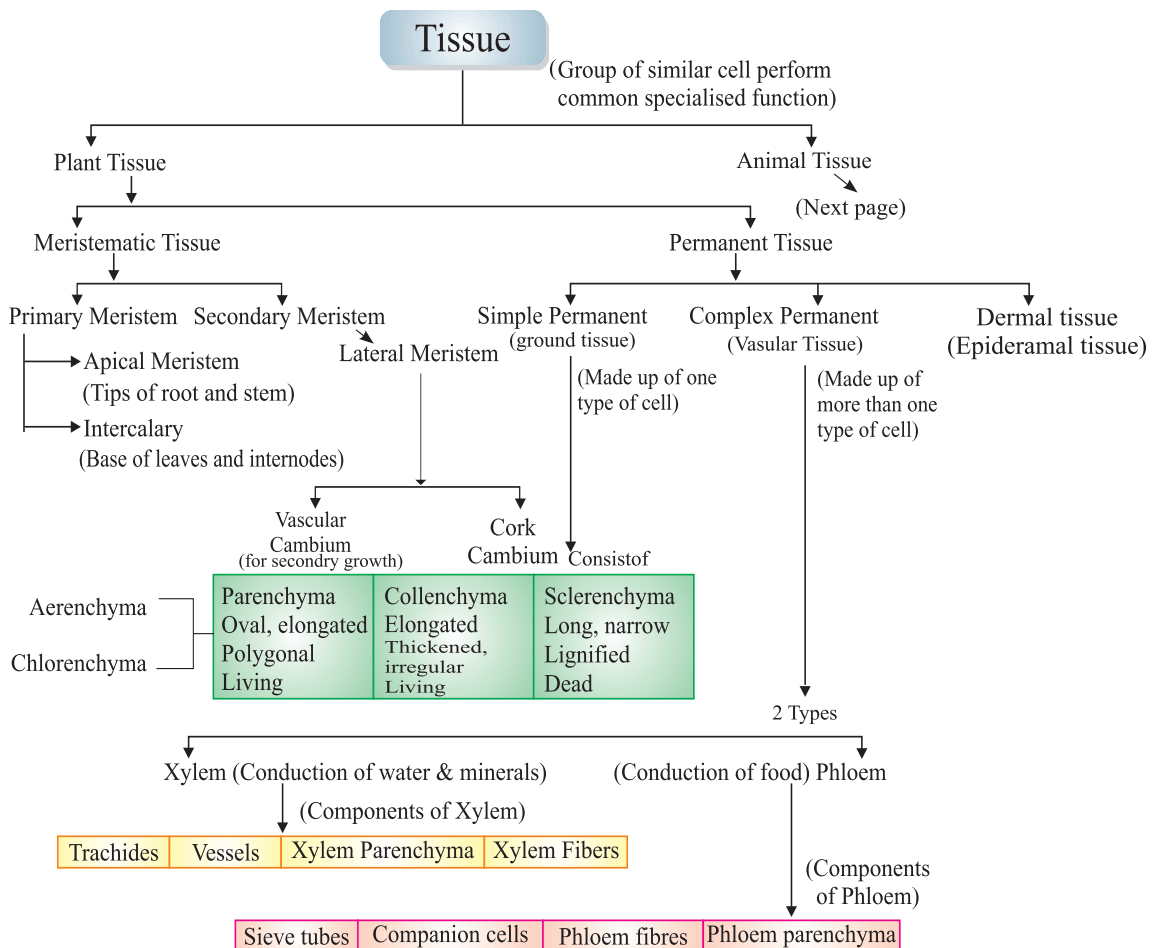 Tissue
(Group of similar cell perform
common specialised function)
Plant Tissue
Animal Tissue
(Next page)
Meristematic Tissue
Permanent Tissue
Primary Meristem
Secondary Meristem
Lateral Meristem
Simple Permanent
(ground tissue)
Complex Permanent
(Vasular Tissue)
Dermal tissue
(Epideramal tissue)
Apical Meristem
(Tips of root and stem)
Intercalary
(Base of leaves and internodes)
(Made up of one
type of cell)
(Made up of
more than one
type of cell)
Vascular
Cambium
(for secondry growth)
Cork
Cambium
Consistof
Aerenchyma
Chlorenchyma
Parenchyma
Oval, elongated
Polygonal
Living
Collenchyma
Elongated
Thickened,
irregular
Living
Sclerenchyma
Long, narrow
Lignified
Dead
2 Types
Xylem (Conduction of water & minerals)
(Conduction of food) Phloem
(Components of Xylem)
Trachides
Vessels
Xylem Parenchyma
Xylem Fibers
(Components
of Phloem)
Sieve tubes
Companion cells
Phloem fibres
Phloem parenchyma